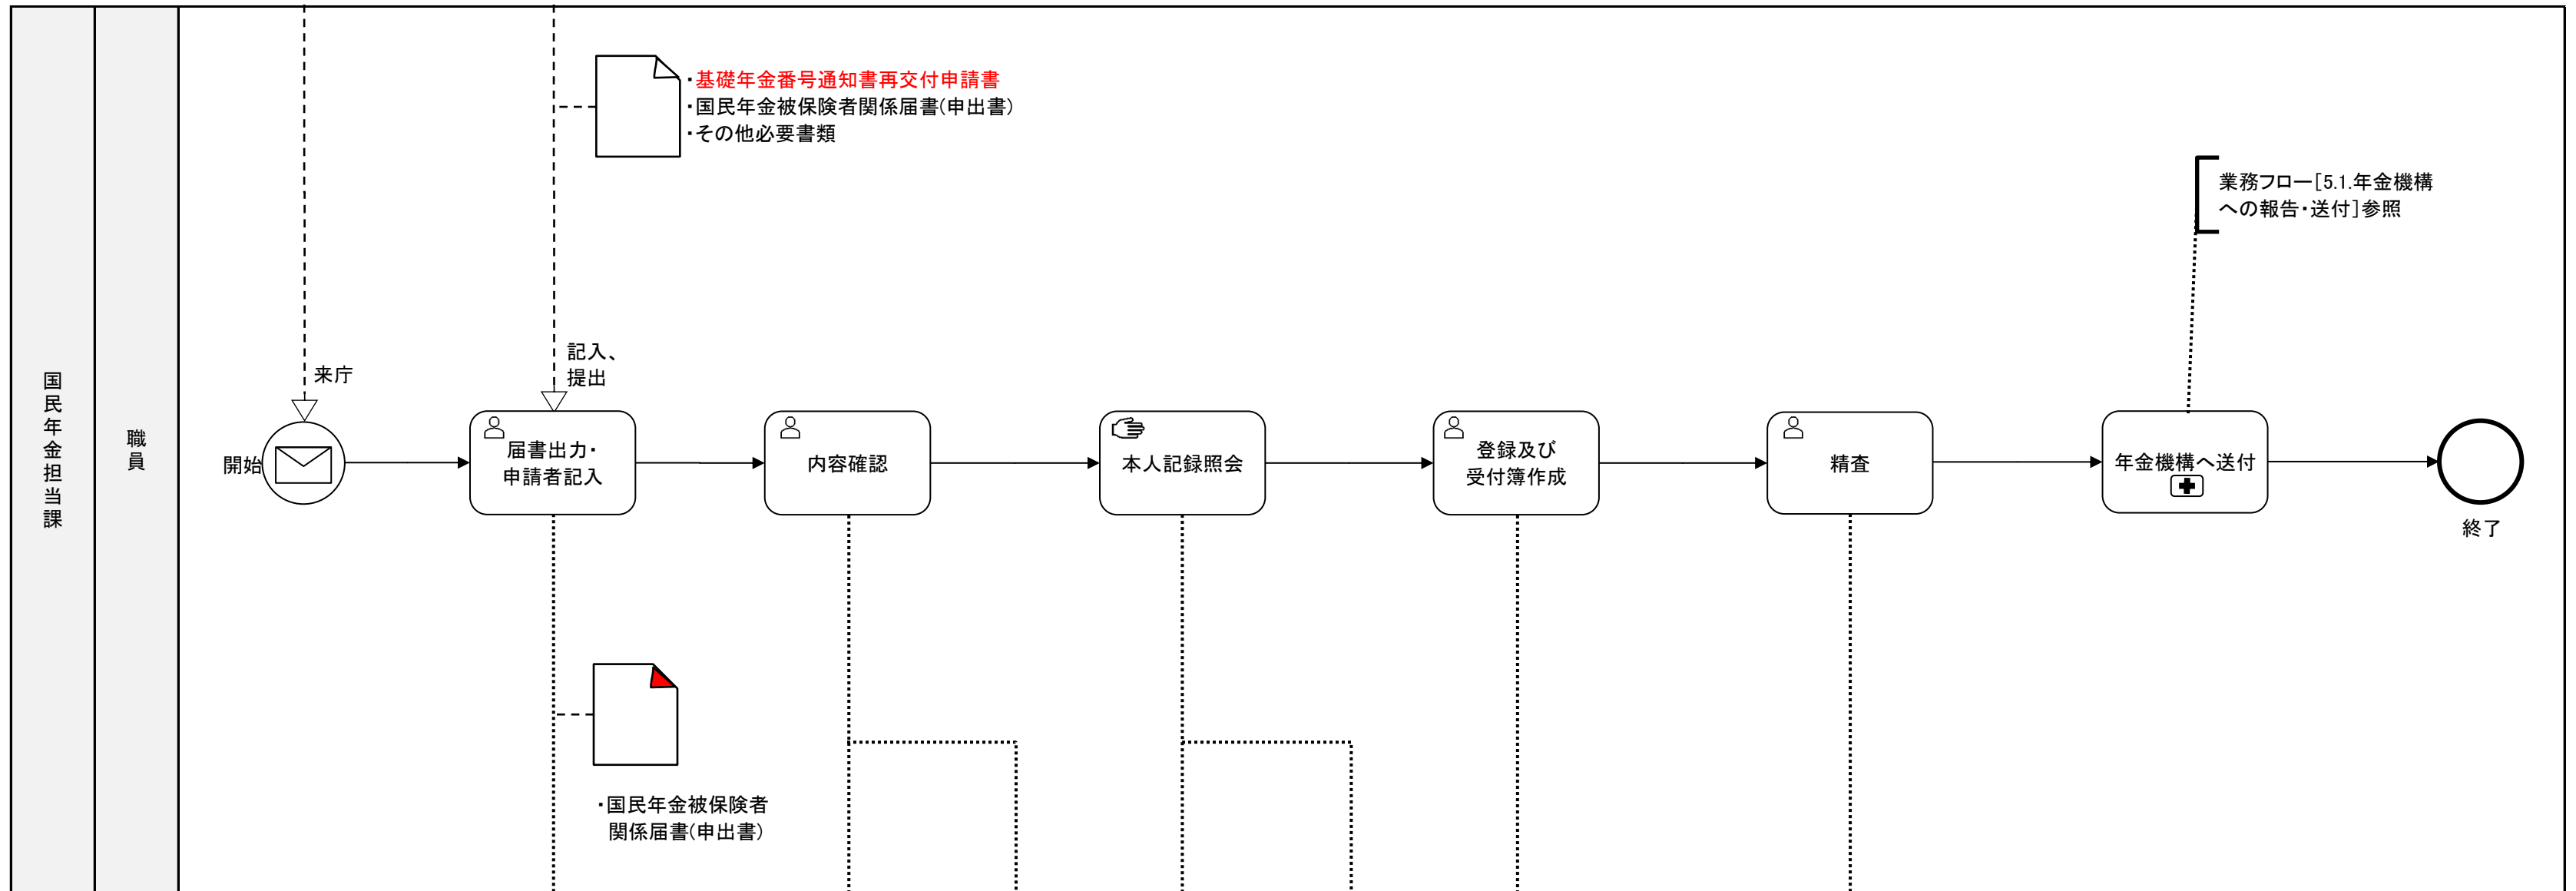 国民年金担当課
職員
・基礎年金番号通知書再交付申請書
・国民年金被保険者関係届書(申出書)
・その他必要書類
業務フロー[5.1.年金機構
への報告・送付]参照
来庁
記入、
提出
開始
届書出力・
申請者記入
内容確認
本人記録照会
登録及び
受付簿作成
精査
年金機構へ送付
終了
・国民年金被保険者
関係届書(申出書)